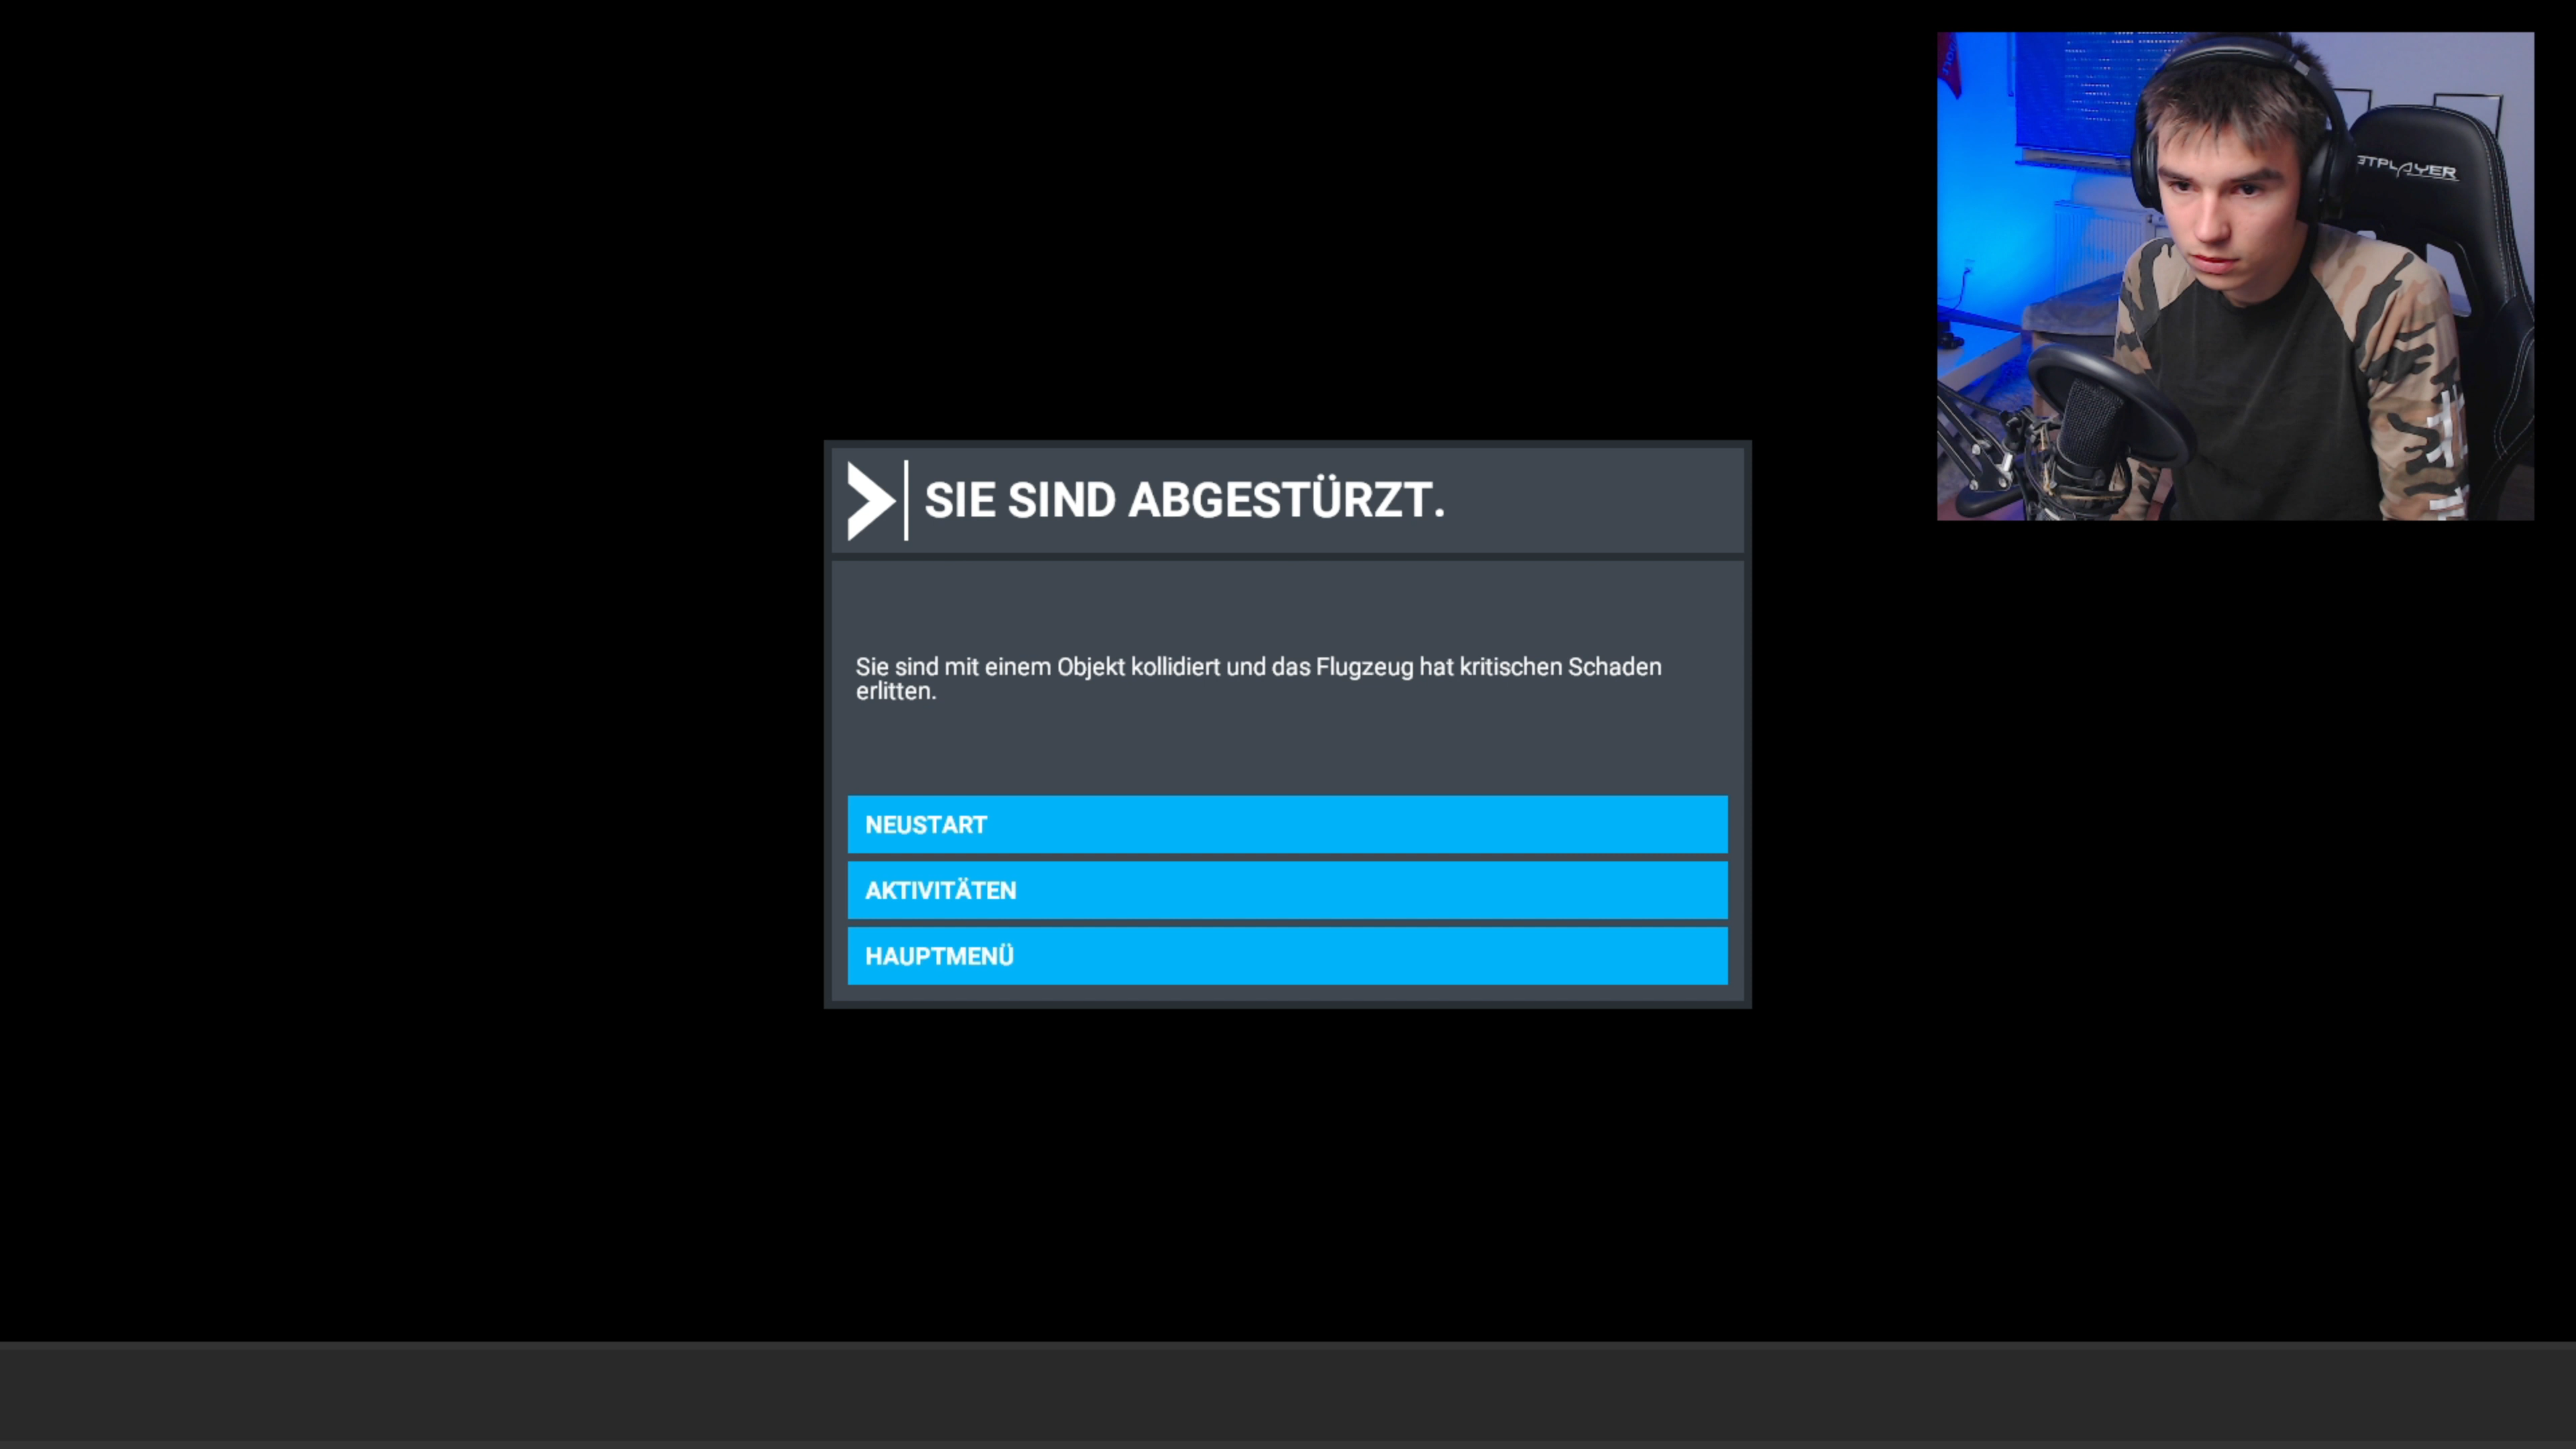 SIE SIND ABGESTÜRZT.
Sie sind mit einem Objekt kollidiert und das Flugzeug hat kritischen Schaden
erlitten.
NEUSTART
AKTIVITÄTEN
HAUPTMENÜ